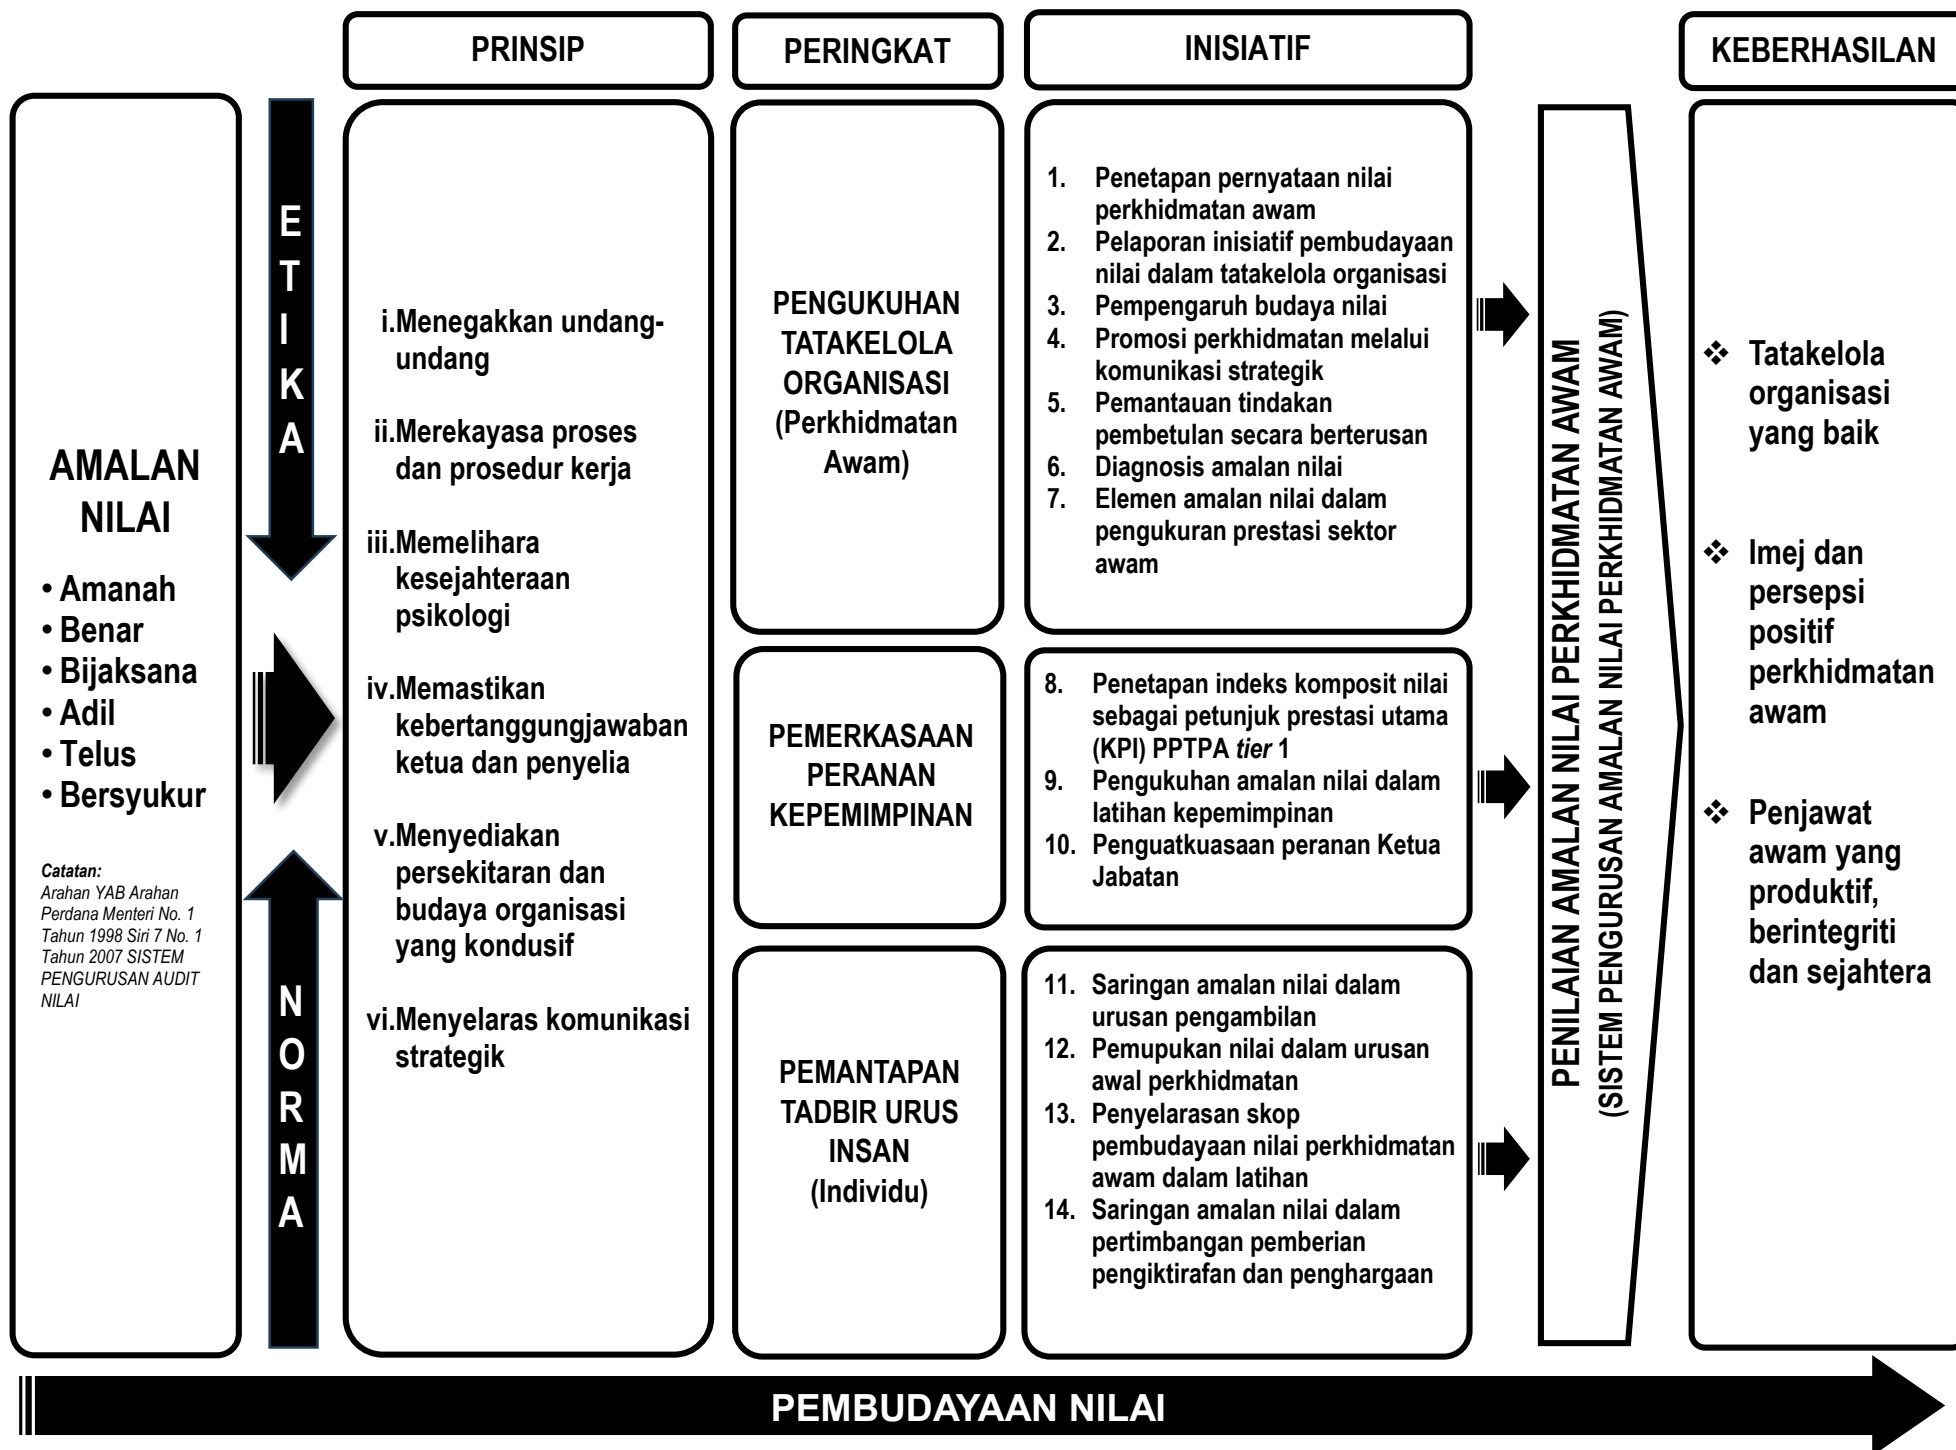 PRINSIP
PERINGKAT
INISIATIF
KEBERHASILAN
AMALAN
NILAI
• Amanah
• Benar
• Bijaksana
• Adil
• Telus
• Bersyukur
Catatan:
Arahan YAB Arahan
Perdana Menteri No. 1
Tahun 1998 Siri 7 No. 1
Tahun 2007 SISTEM
PENGURUSAN AUDIT
NILAI
ETIKA
NORMA
i.Menegakkan undang-
undang
ii.Merekayasa proses
dan prosedur kerja
iii.Memelihara
kesejahteraan
psikologi
iv.Memastikan
kebertanggungjawaban
ketua dan penyelia
v.Menyediakan
persekitaran dan
budaya organisasi
yang kondusif
vi.Menyelaras komunikasi
strategik
PENGUKUHAN
TATAKELOLA
ORGANISASI
(Perkhidmatan
Awam)
1. Penetapan pernyataan nilai
perkhidmatan awam
2. Pelaporan inisiatif pembudayaan
nilai dalam tatakelola organisasi
3. Pempengaruh budaya nilai
4. Promosi perkhidmatan melalui
komunikasi strategik
5. Pemantauan tindakan
pembetulan secara berterusan
6. Diagnosis amalan nilai
7. Elemen amalan nilai dalam
pengukuran prestasi sektor
awam
PEMERKASAAN
PERANAN
KEPEMIMPINAN
8. Penetapan indeks komposit nilai
sebagai petunjuk prestasi utama
(KPI) PPTPA tier 1
9. Pengukuhan amalan nilai dalam
latihan kepemimpinan
10. Penguatkuasaan peranan Ketua
Jabatan
PEMANTAPAN
TADBIR URUS
INSAN
(Individu)
11. Saringan amalan nilai dalam
urusan pengambilan
12. Pemupukan nilai dalam urusan
awal perkhidmatan
13. Penyelarasan skop
pembudayaan nilai perkhidmatan
awam dalam latihan
14. Saringan amalan nilai dalam
pertimbangan pemberian
pengiktirafan dan penghargaan
PENILAIAN AMALAN NILAI PERKHIDMATAN AWAM
(SISTEM PENGURUSAN AMALAN NILAI PERKHIDMATAN AWAM)
❖ Tatakelola
organisasi
yang baik
❖ Imej dan
persepsi
positif
perkhidmatan
awam
❖ Penjawat
awam yang
produktif,
berintegriti
dan sejahtera
PEMBUDAYAAN NILAI